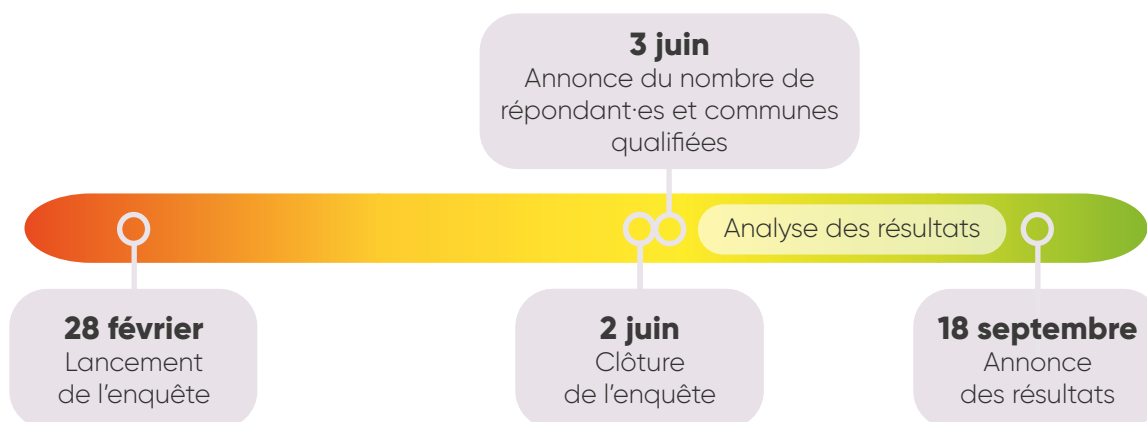 3 juin
Annonce du nombre de
répondant·es et communes
qualifiées
Analyse des résultats
28 février
Lancement
de l'enquête
2 juin
Clôture
de l'enquête
18 septembre
Annonce
des résultats